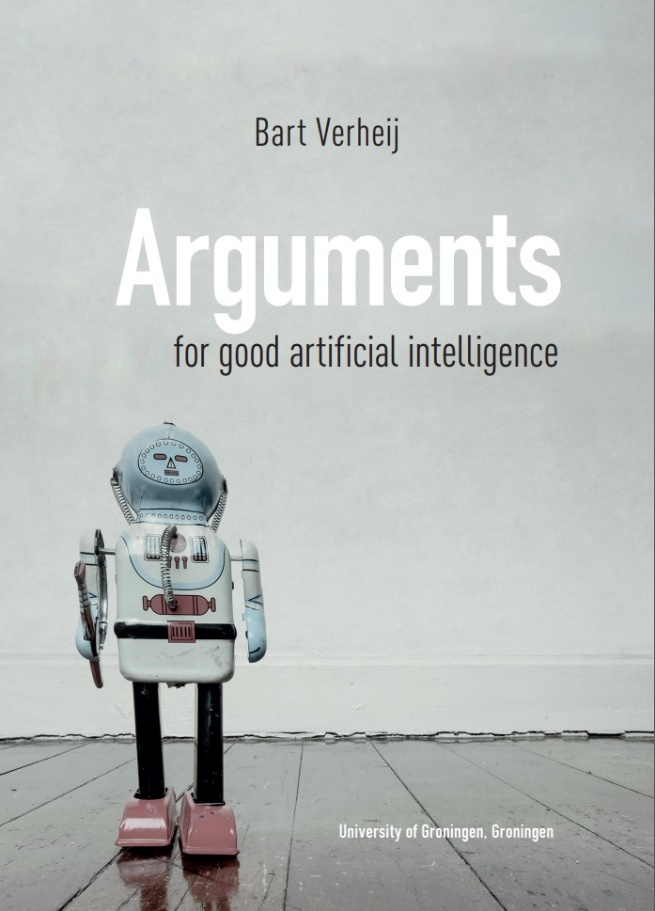 Bart Verheij
Arguments
for good artificial intelligence
University of Groningen, Groningen